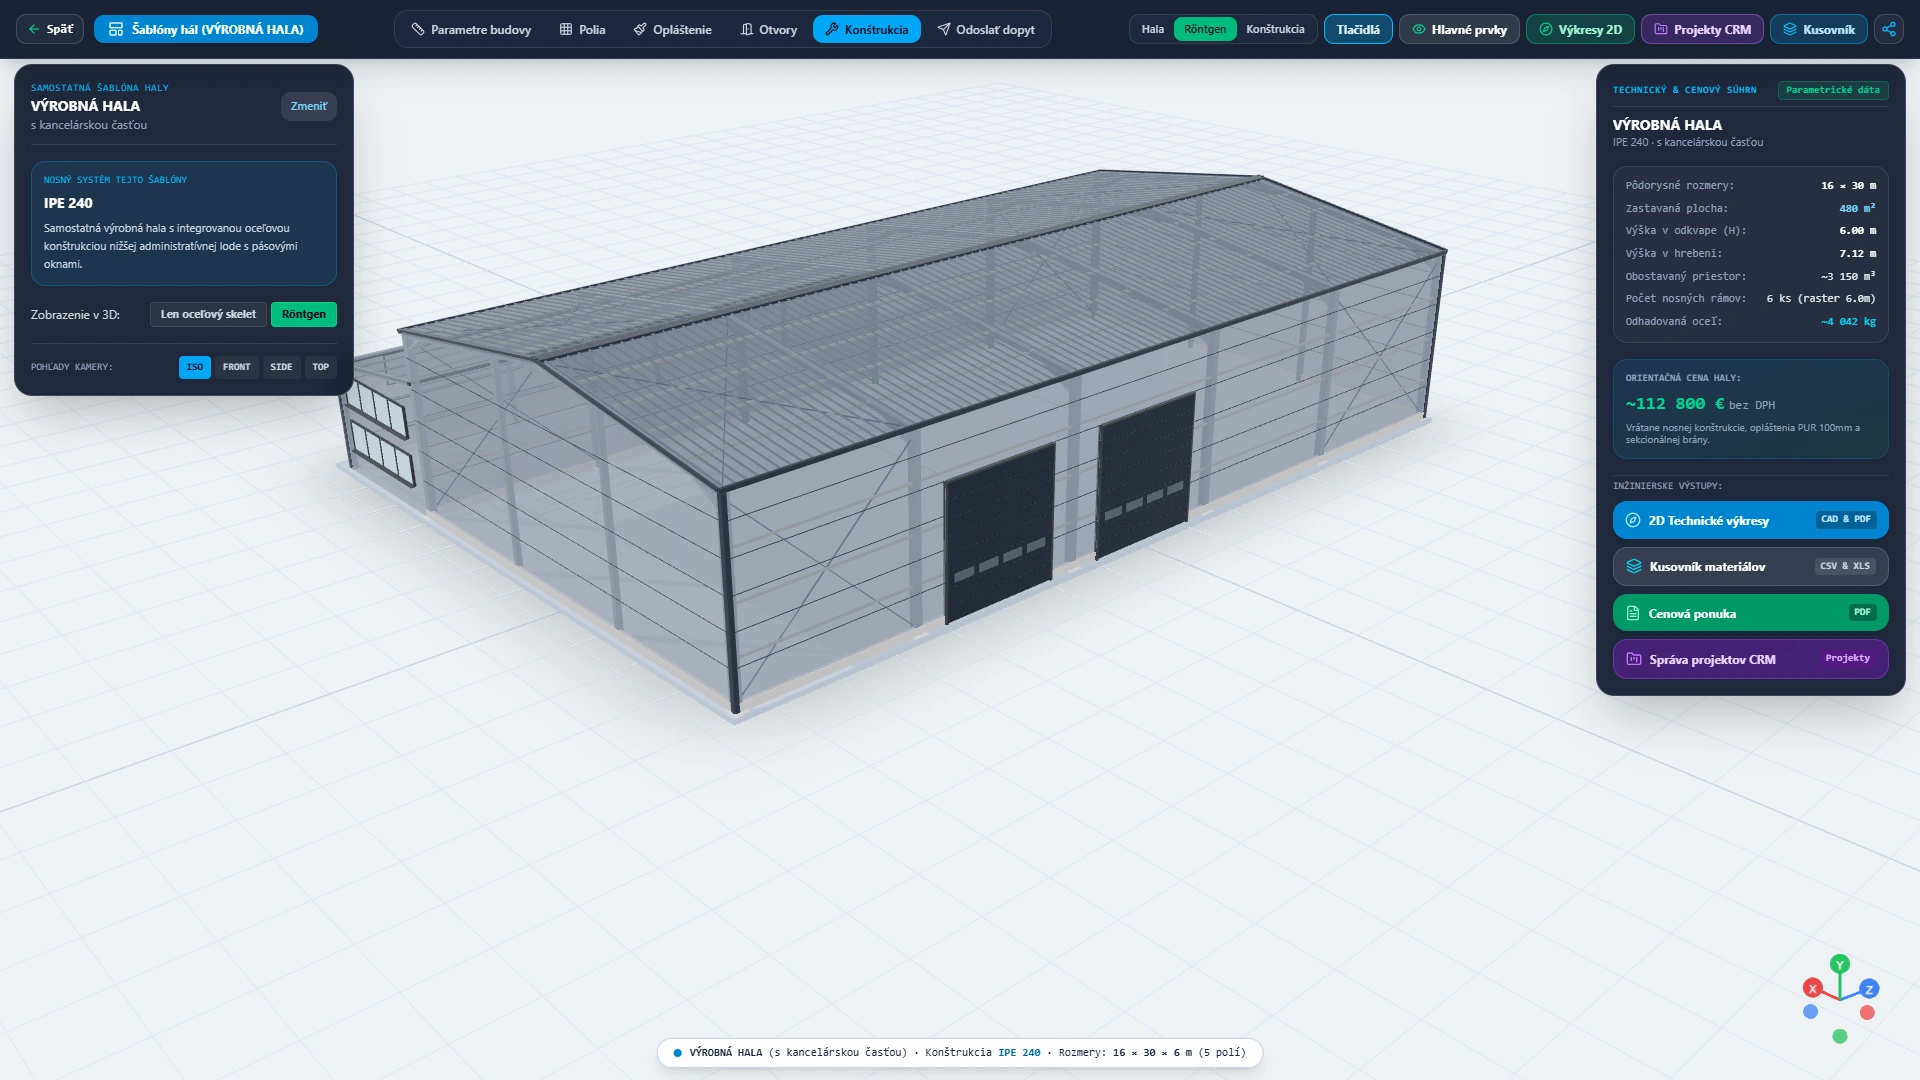 Späť
Šablóny hál (VÝROBNÁ HALA)
Parametre budovy
Polia
Opláštenie
Otvory
Konštrukcia
Odoslať dopyt
Hala
Röntgen
Konštrukcia
Tlačidlá
Hlavné prvky
Výkresy 2D
Projekty CRM
Kusovník
SAMOSTATNÁ ŠABLÓNA HALY
VÝROBNÁ HALA
s kancelárskou časťou
Zmeniť
NOSNÝ SYSTÉM TEJTO ŠABLÓNY
IPE 240
Samostatná výrobná hala s integrovanou oceľovou
konštrukciou nižšej administratívnej lode s pásovými
oknami.
Zobrazenie v 3D:
Len oceľový skelet
Röntgen
POHĽADY KAMERY:
ISO
FRONT
SIDE
TOP
TECHNICKÝ & CENOVÝ SÚHRN
Parametrické dáta
VÝROBNÁ HALA
IPE 240 · s kancelárskou časťou
Pôdorysné rozmery: 16 × 30 m
Zastavaná plocha: 480 m²
Výška v odkvape (H): 6.00 m
Výška v hrebeni: 7.12 m
Obostavaný priestor: ~3 150 m³
Počet nosných rámov: 6 ks (raster 6.0m)
Odhadovaná oceľ: ~4 042 kg
ORIENTAČNÁ CENA HALY:
~112 800 € bez DPH
Vrátane nosnej konštrukcie, opláštenia PUR 100mm a
sekcionálnej brány.
INŽINIERSKE VÝSTUPY:
2D Technické výkresy CAD & PDF
Kusovník materiálov CSV & XLS
Cenová ponuka PDF
Správa projektov CRM Projekty
Y
X
Z
VÝROBNÁ HALA (s kancelárskou časťou) · Konštrukcia IPE 240 · Rozmery: 16 × 30 × 6 m (5 polí)